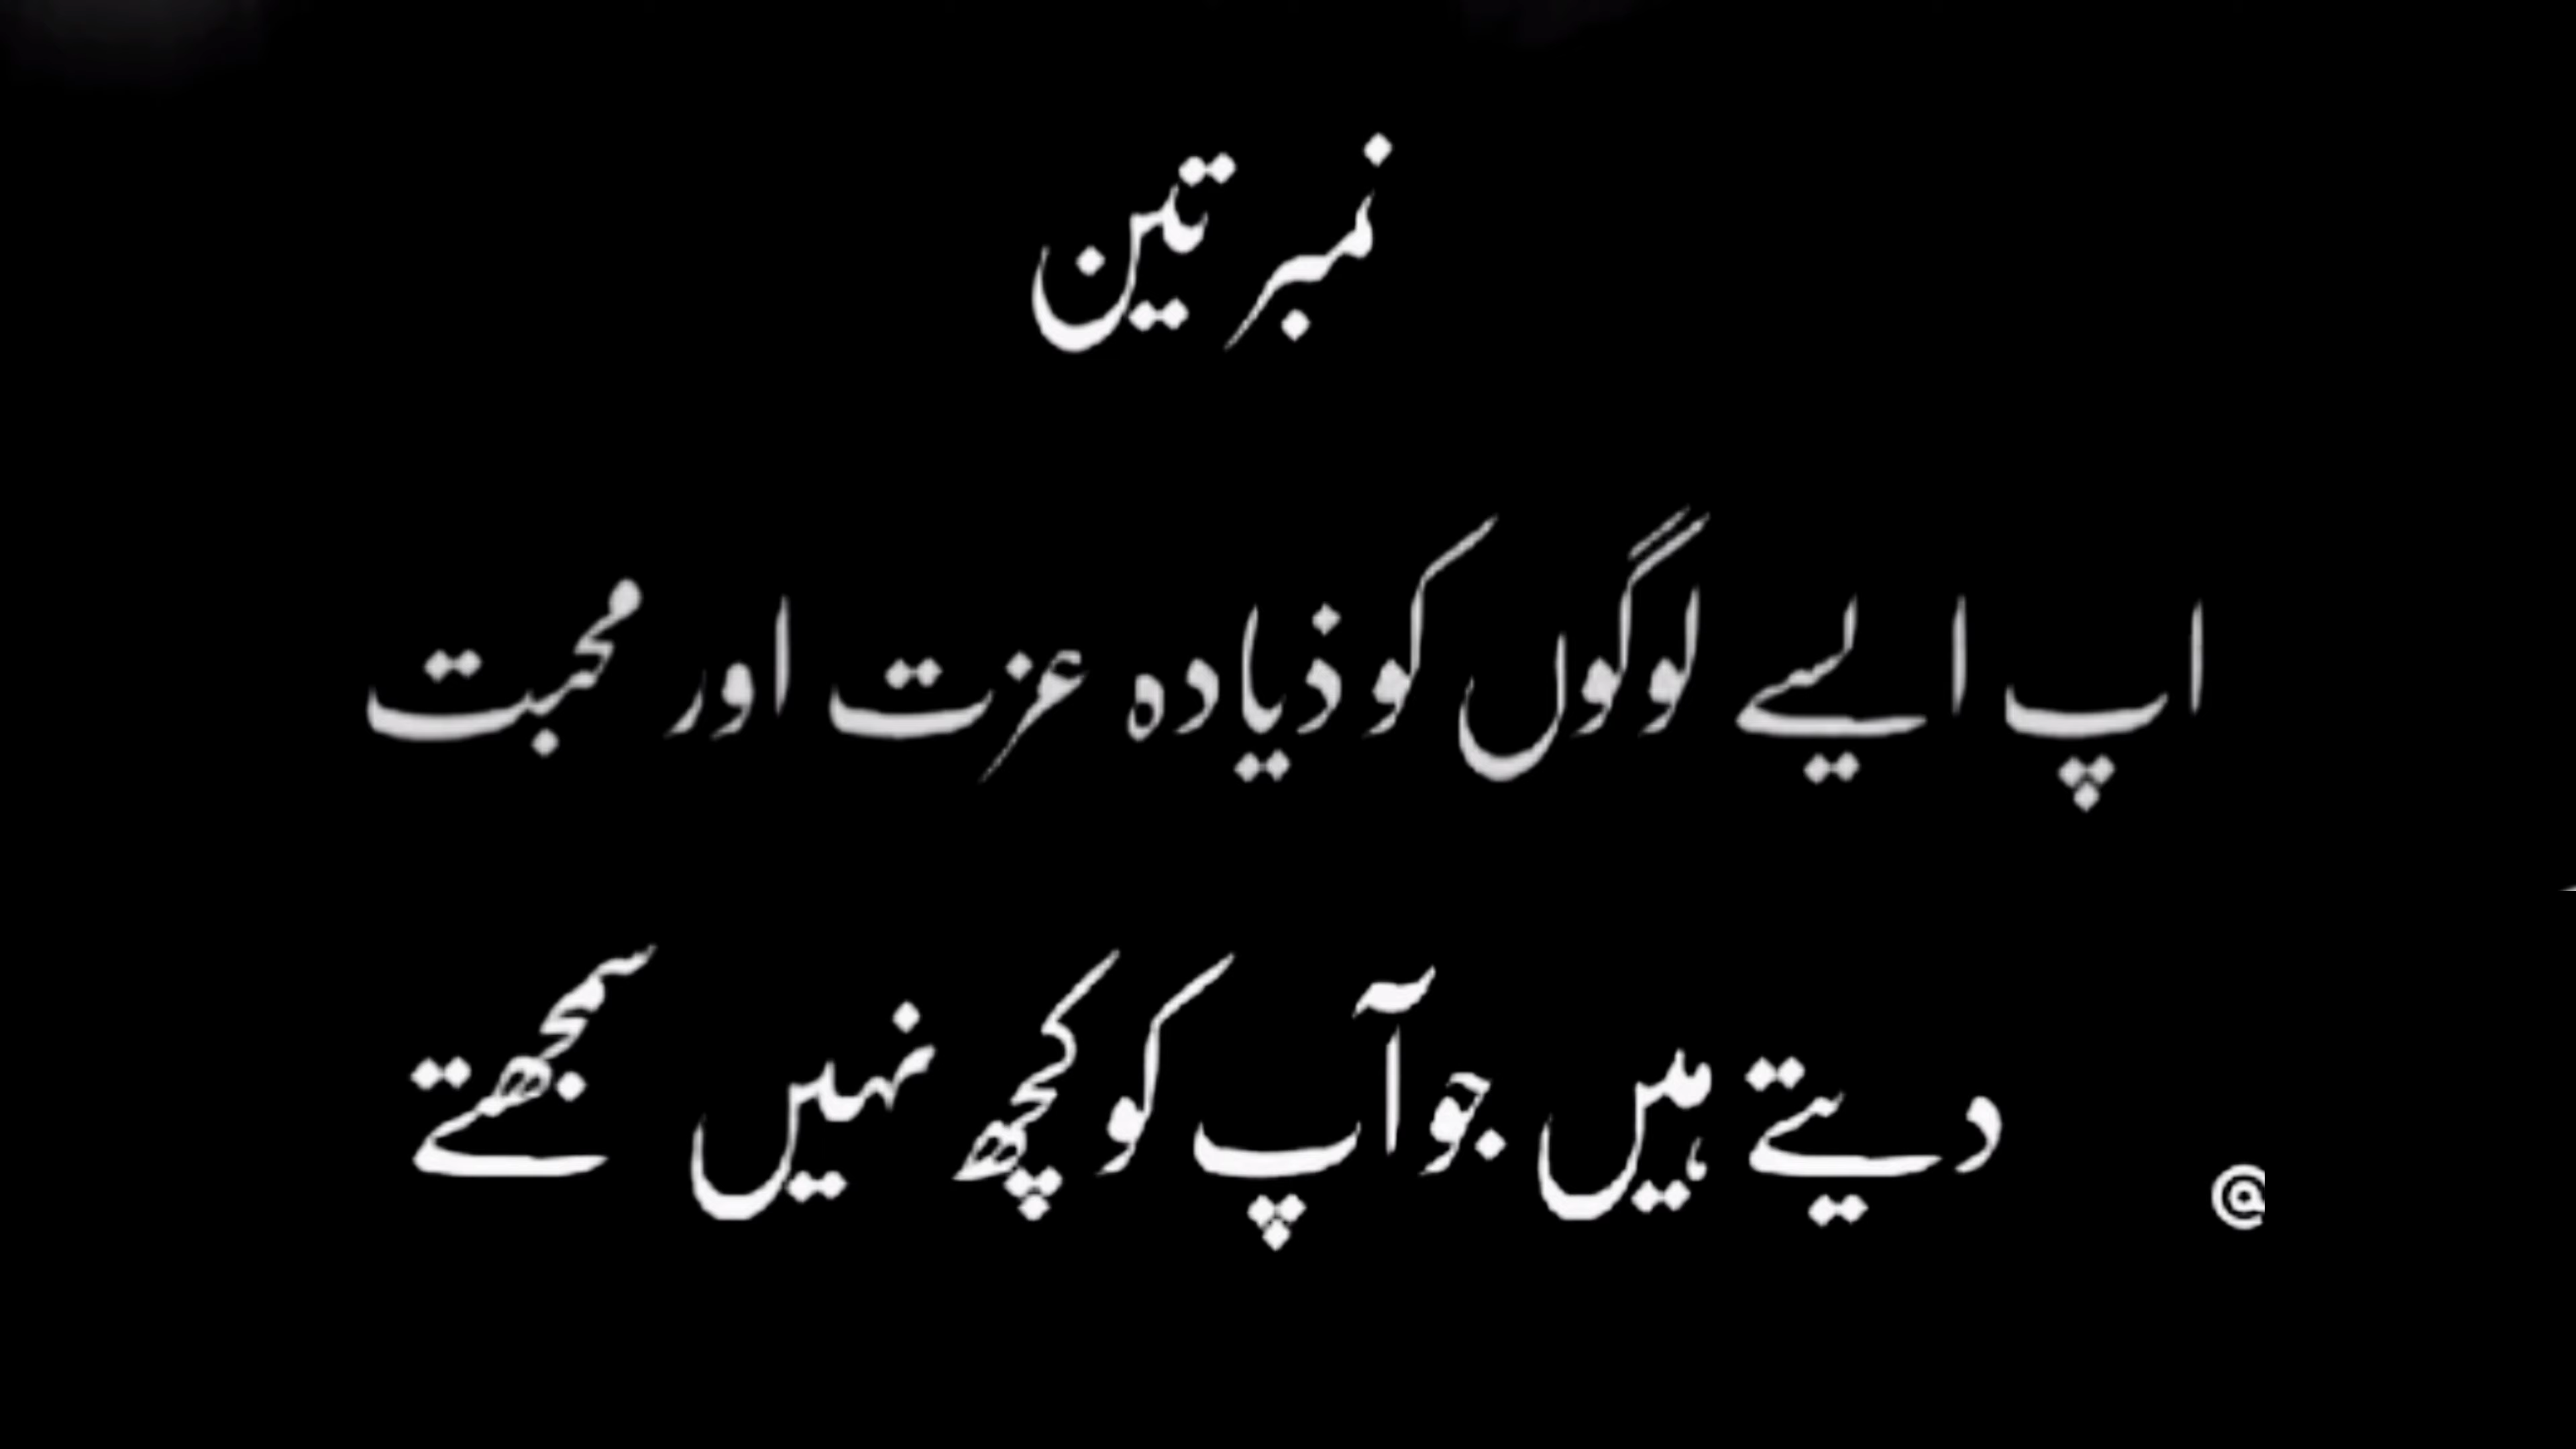 نمبر تین
اپ ایسے لوگوں کو ذیادہ عزت اور محبت
دیتے ہیں جو آپ کو کچھ نہیں سمجھتے
@